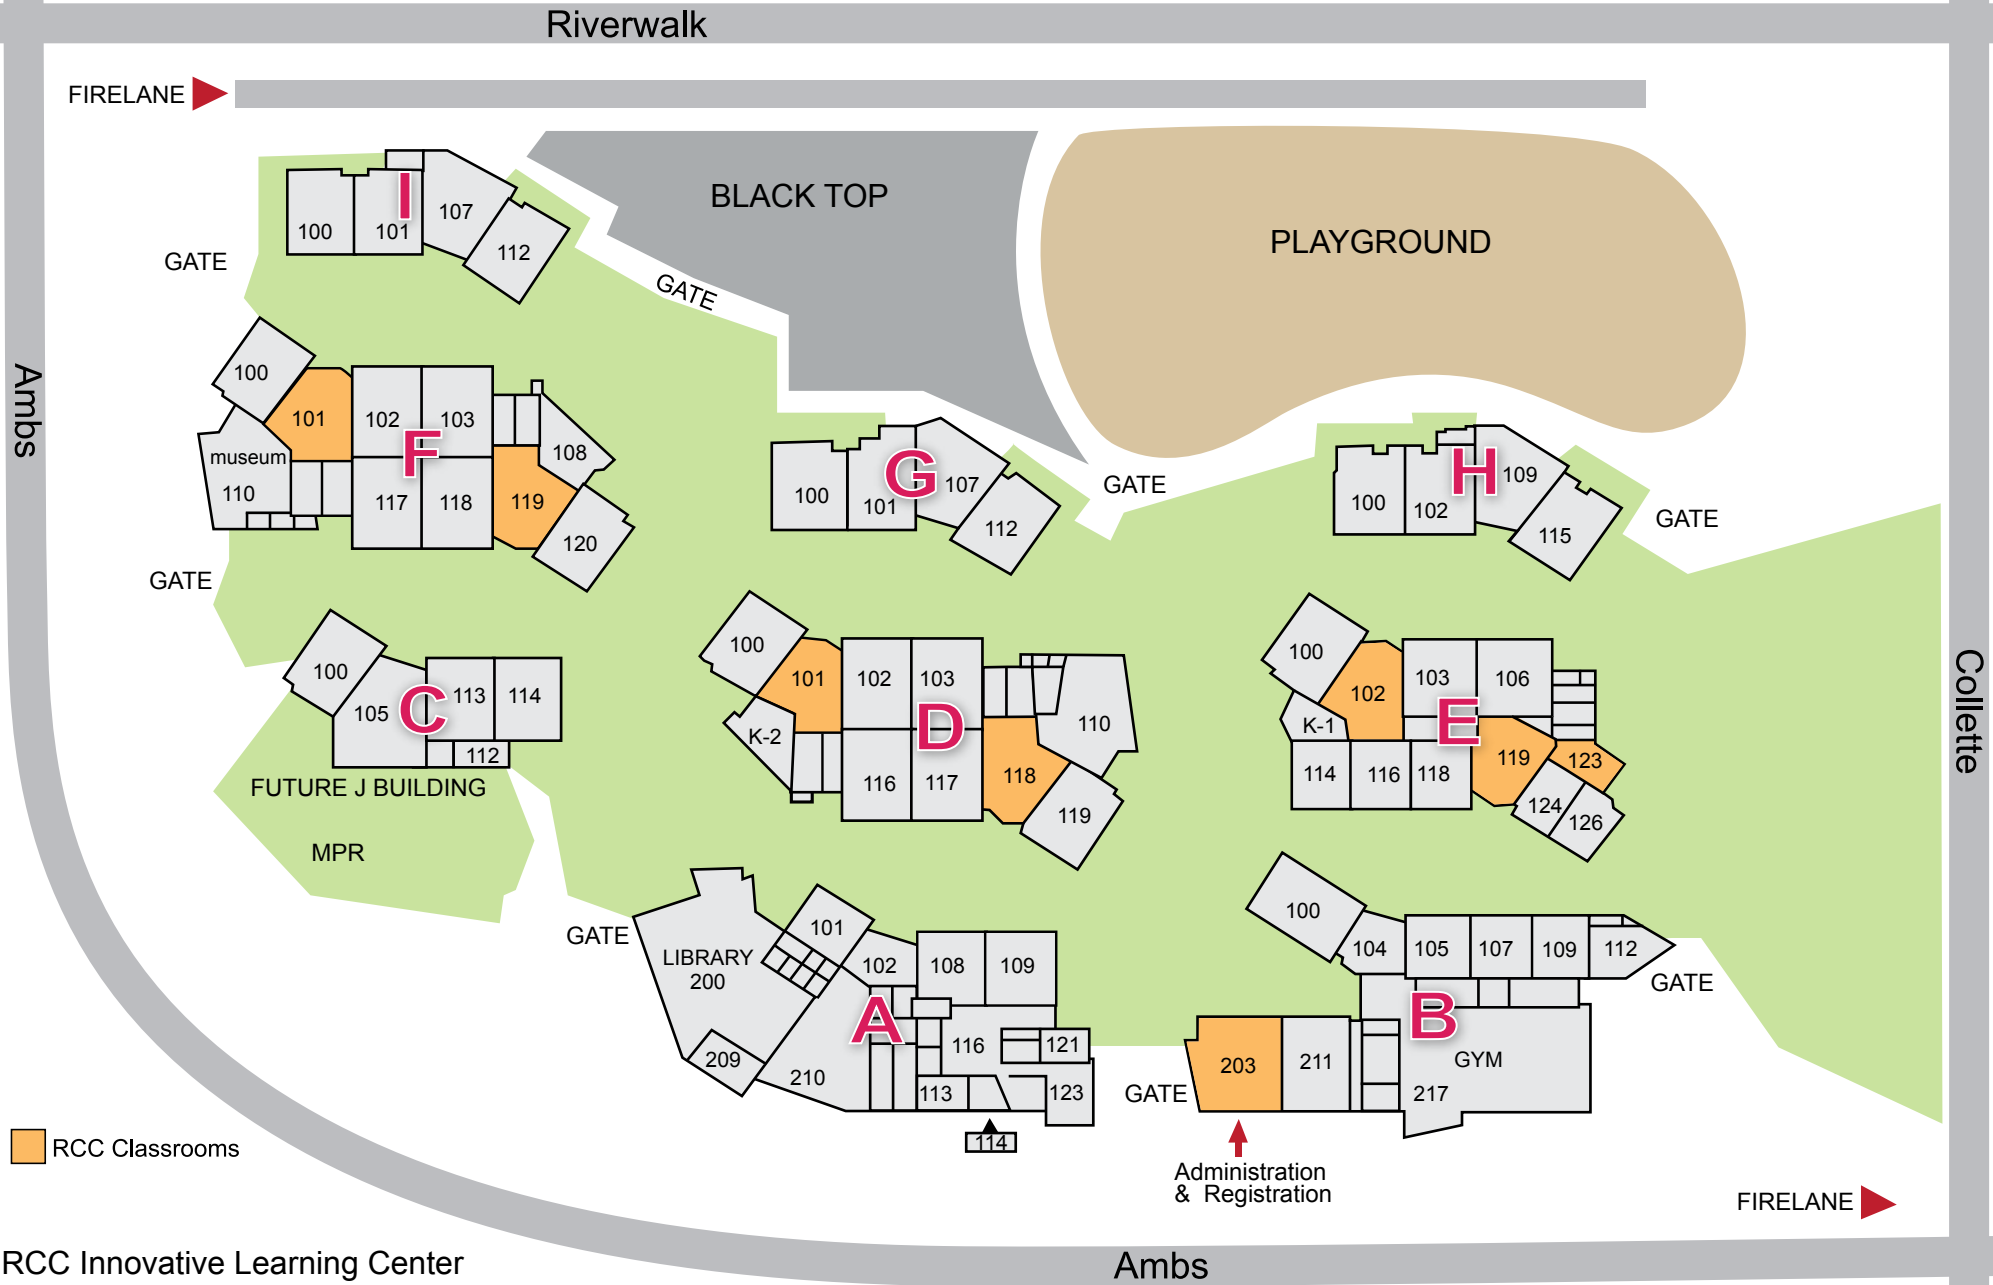 Riverwalk
FIRELANE
BLACK TOP
PLAYGROUND
I
100
101
107
112
GATE
GATE
Ambs
100
101
102
103
F
museum
110
108
117
118
119
120
GATE
G
100
101
107
112
GATE
H
100
102
109
115
GATE
100
105
C
113
114
112
FUTURE J BUILDING
MPR
100
101
102
103
D
K-2
110
116
117
118
119
100
102
103
106
E
K-1
114
116
118
119
123
124
126
Collette
GATE
LIBRARY
200
101
102
108
109
A
116
121
209
210
113
123
114
100
104
105
107
109
112
GATE
B
GYM
203
211
217
GATE
Administration
& Registration
RCC Classrooms
FIRELANE
RCC Innovative Learning Center
Ambs